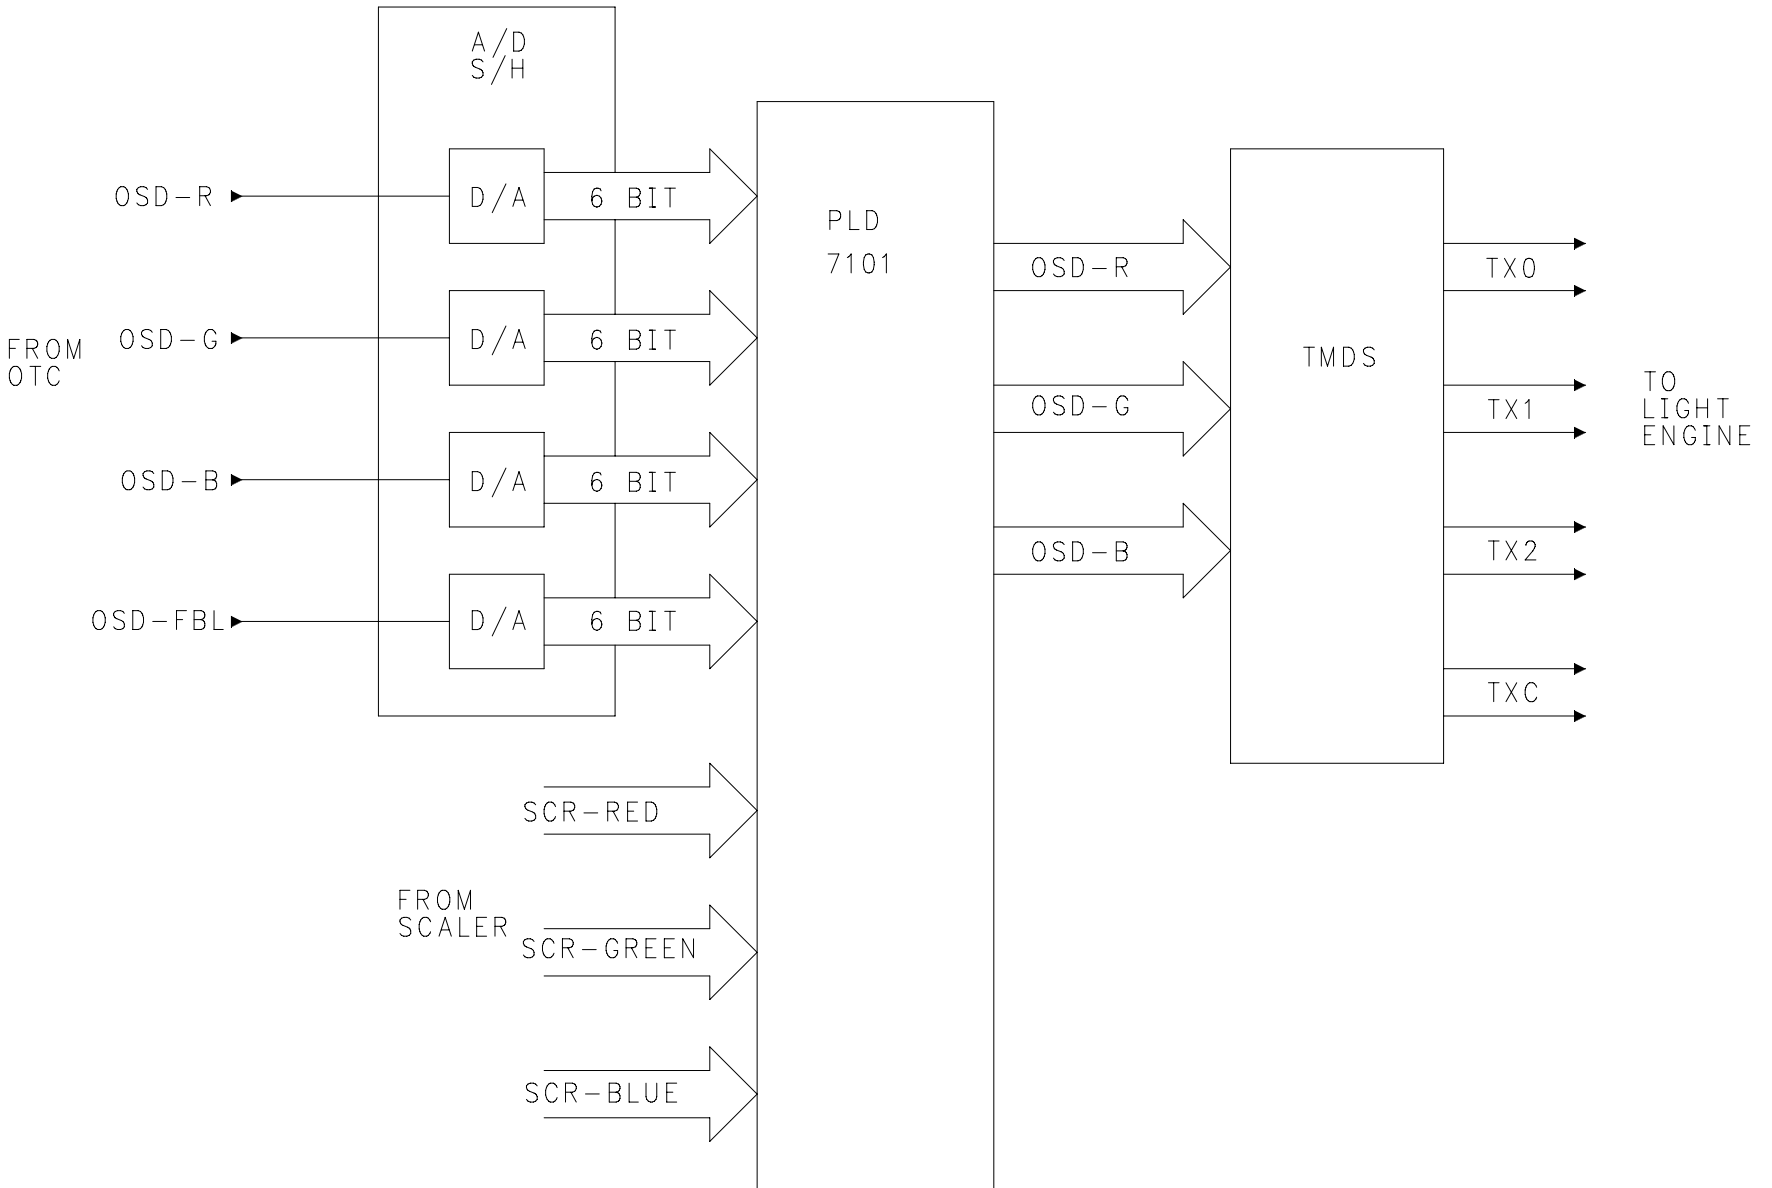 A/D
S/H
OSD-R
D/A
6 BIT
PLD
7101
OSD-R
TX0
FROM
OTC
OSD-G
D/A
6 BIT
OSD-G
TMDS
TX1
TO
LIGHT
ENGINE
OSD-B
D/A
6 BIT
OSD-B
TX2
OSD-FBL
D/A
6 BIT
TXC
SCR-RED
FROM
SCALER
SCR-GREEN
SCR-BLUE